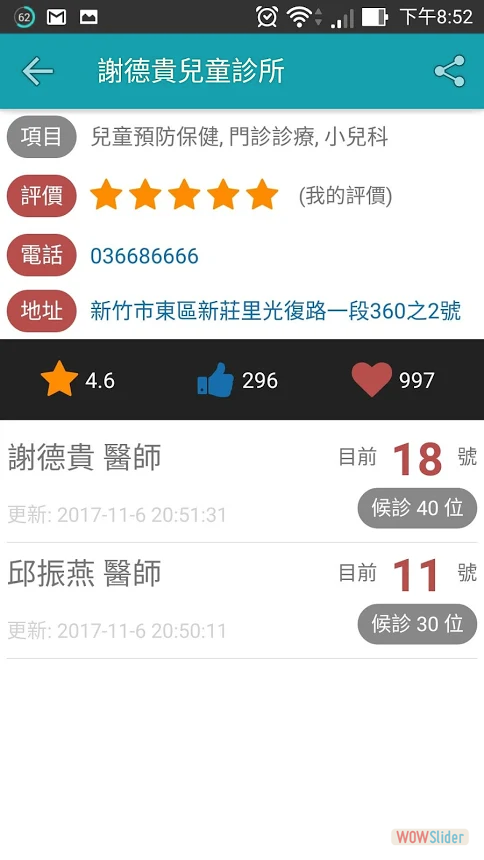 62 下午8:52
謝德貴兒童診所
項目 兒童預防保健, 門診診療, 小兒科
評價 (我的評價)
電話 036686666
地址 新竹市東區新莊里光復路一段360之2號
4.6 296 997
謝德貴 醫師 目前 18 號
候診 40 位
更新: 2017-11-6 20:51:31
邱振燕 醫師 目前 11 號
候診 30 位
更新: 2017-11-6 20:50:11
WOWSlider